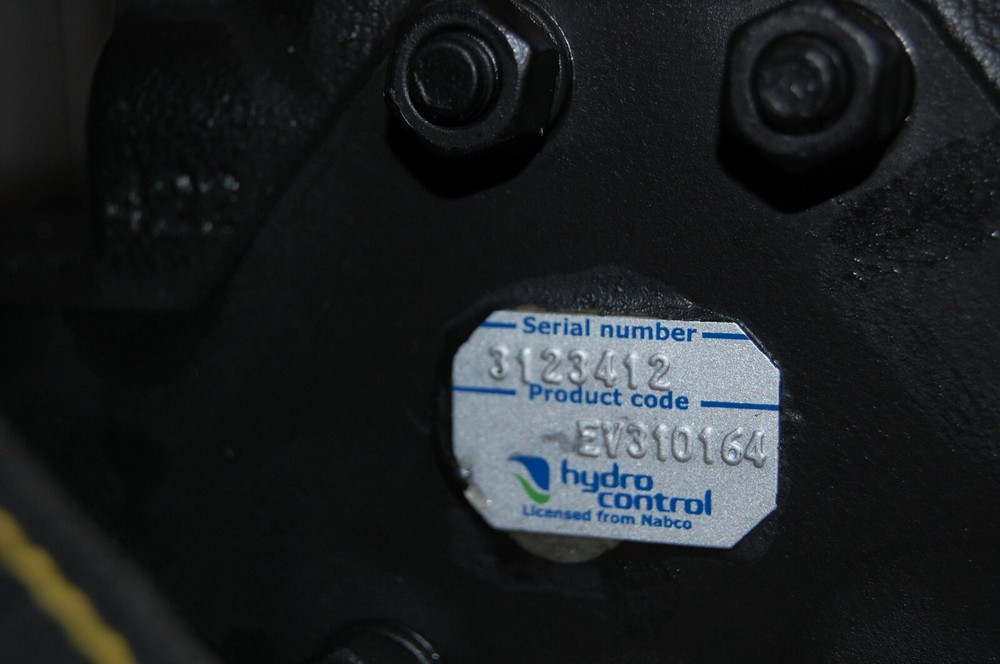 Serial number
3123412
Product code
EV310164
hydro
control
Licensed from Nabco